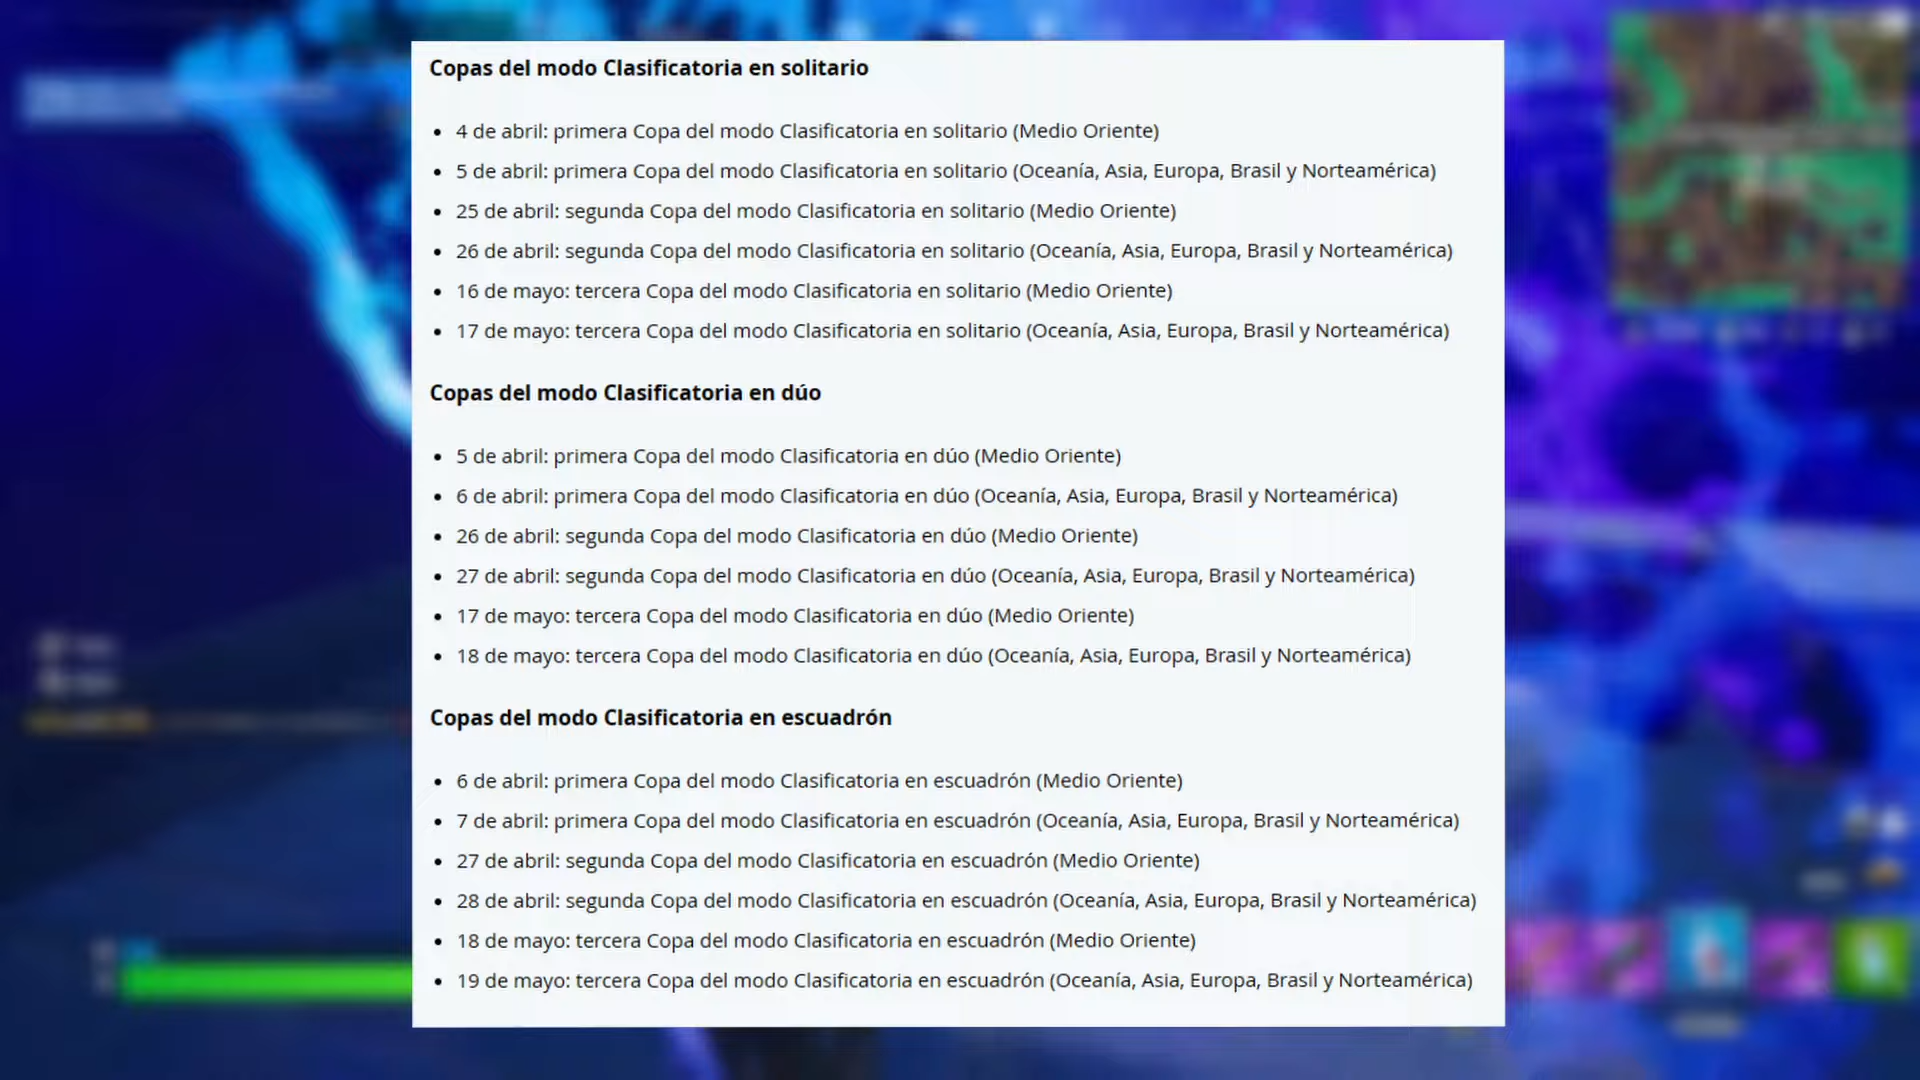 Copas del modo Clasificatoria en solitario
• 4 de abril: primera Copa del modo Clasificatoria en solitario (Medio Oriente)
• 5 de abril: primera Copa del modo Clasificatoria en solitario (Oceanía, Asia, Europa, Brasil y Norteamérica)
• 25 de abril: segunda Copa del modo Clasificatoria en solitario (Medio Oriente)
• 26 de abril: segunda Copa del modo Clasificatoria en solitario (Oceanía, Asia, Europa, Brasil y Norteamérica)
• 16 de mayo: tercera Copa del modo Clasificatoria en solitario (Medio Oriente)
• 17 de mayo: tercera Copa del modo Clasificatoria en solitario (Oceanía, Asia, Europa, Brasil y Norteamérica)
Copas del modo Clasificatoria en dúo
• 5 de abril: primera Copa del modo Clasificatoria en dúo (Medio Oriente)
• 6 de abril: primera Copa del modo Clasificatoria en dúo (Oceanía, Asia, Europa, Brasil y Norteamérica)
• 26 de abril: segunda Copa del modo Clasificatoria en dúo (Medio Oriente)
• 27 de abril: segunda Copa del modo Clasificatoria en dúo (Oceanía, Asia, Europa, Brasil y Norteamérica)
• 17 de mayo: tercera Copa del modo Clasificatoria en dúo (Medio Oriente)
• 18 de mayo: tercera Copa del modo Clasificatoria en dúo (Oceanía, Asia, Europa, Brasil y Norteamérica)
Copas del modo Clasificatoria en escuadrón
• 6 de abril: primera Copa del modo Clasificatoria en escuadrón (Medio Oriente)
• 7 de abril: primera Copa del modo Clasificatoria en escuadrón (Oceanía, Asia, Europa, Brasil y Norteamérica)
• 27 de abril: segunda Copa del modo Clasificatoria en escuadrón (Medio Oriente)
• 28 de abril: segunda Copa del modo Clasificatoria en escuadrón (Oceanía, Asia, Europa, Brasil y Norteamérica)
• 18 de mayo: tercera Copa del modo Clasificatoria en escuadrón (Medio Oriente)
• 19 de mayo: tercera Copa del modo Clasificatoria en escuadrón (Oceanía, Asia, Europa, Brasil y Norteamérica)